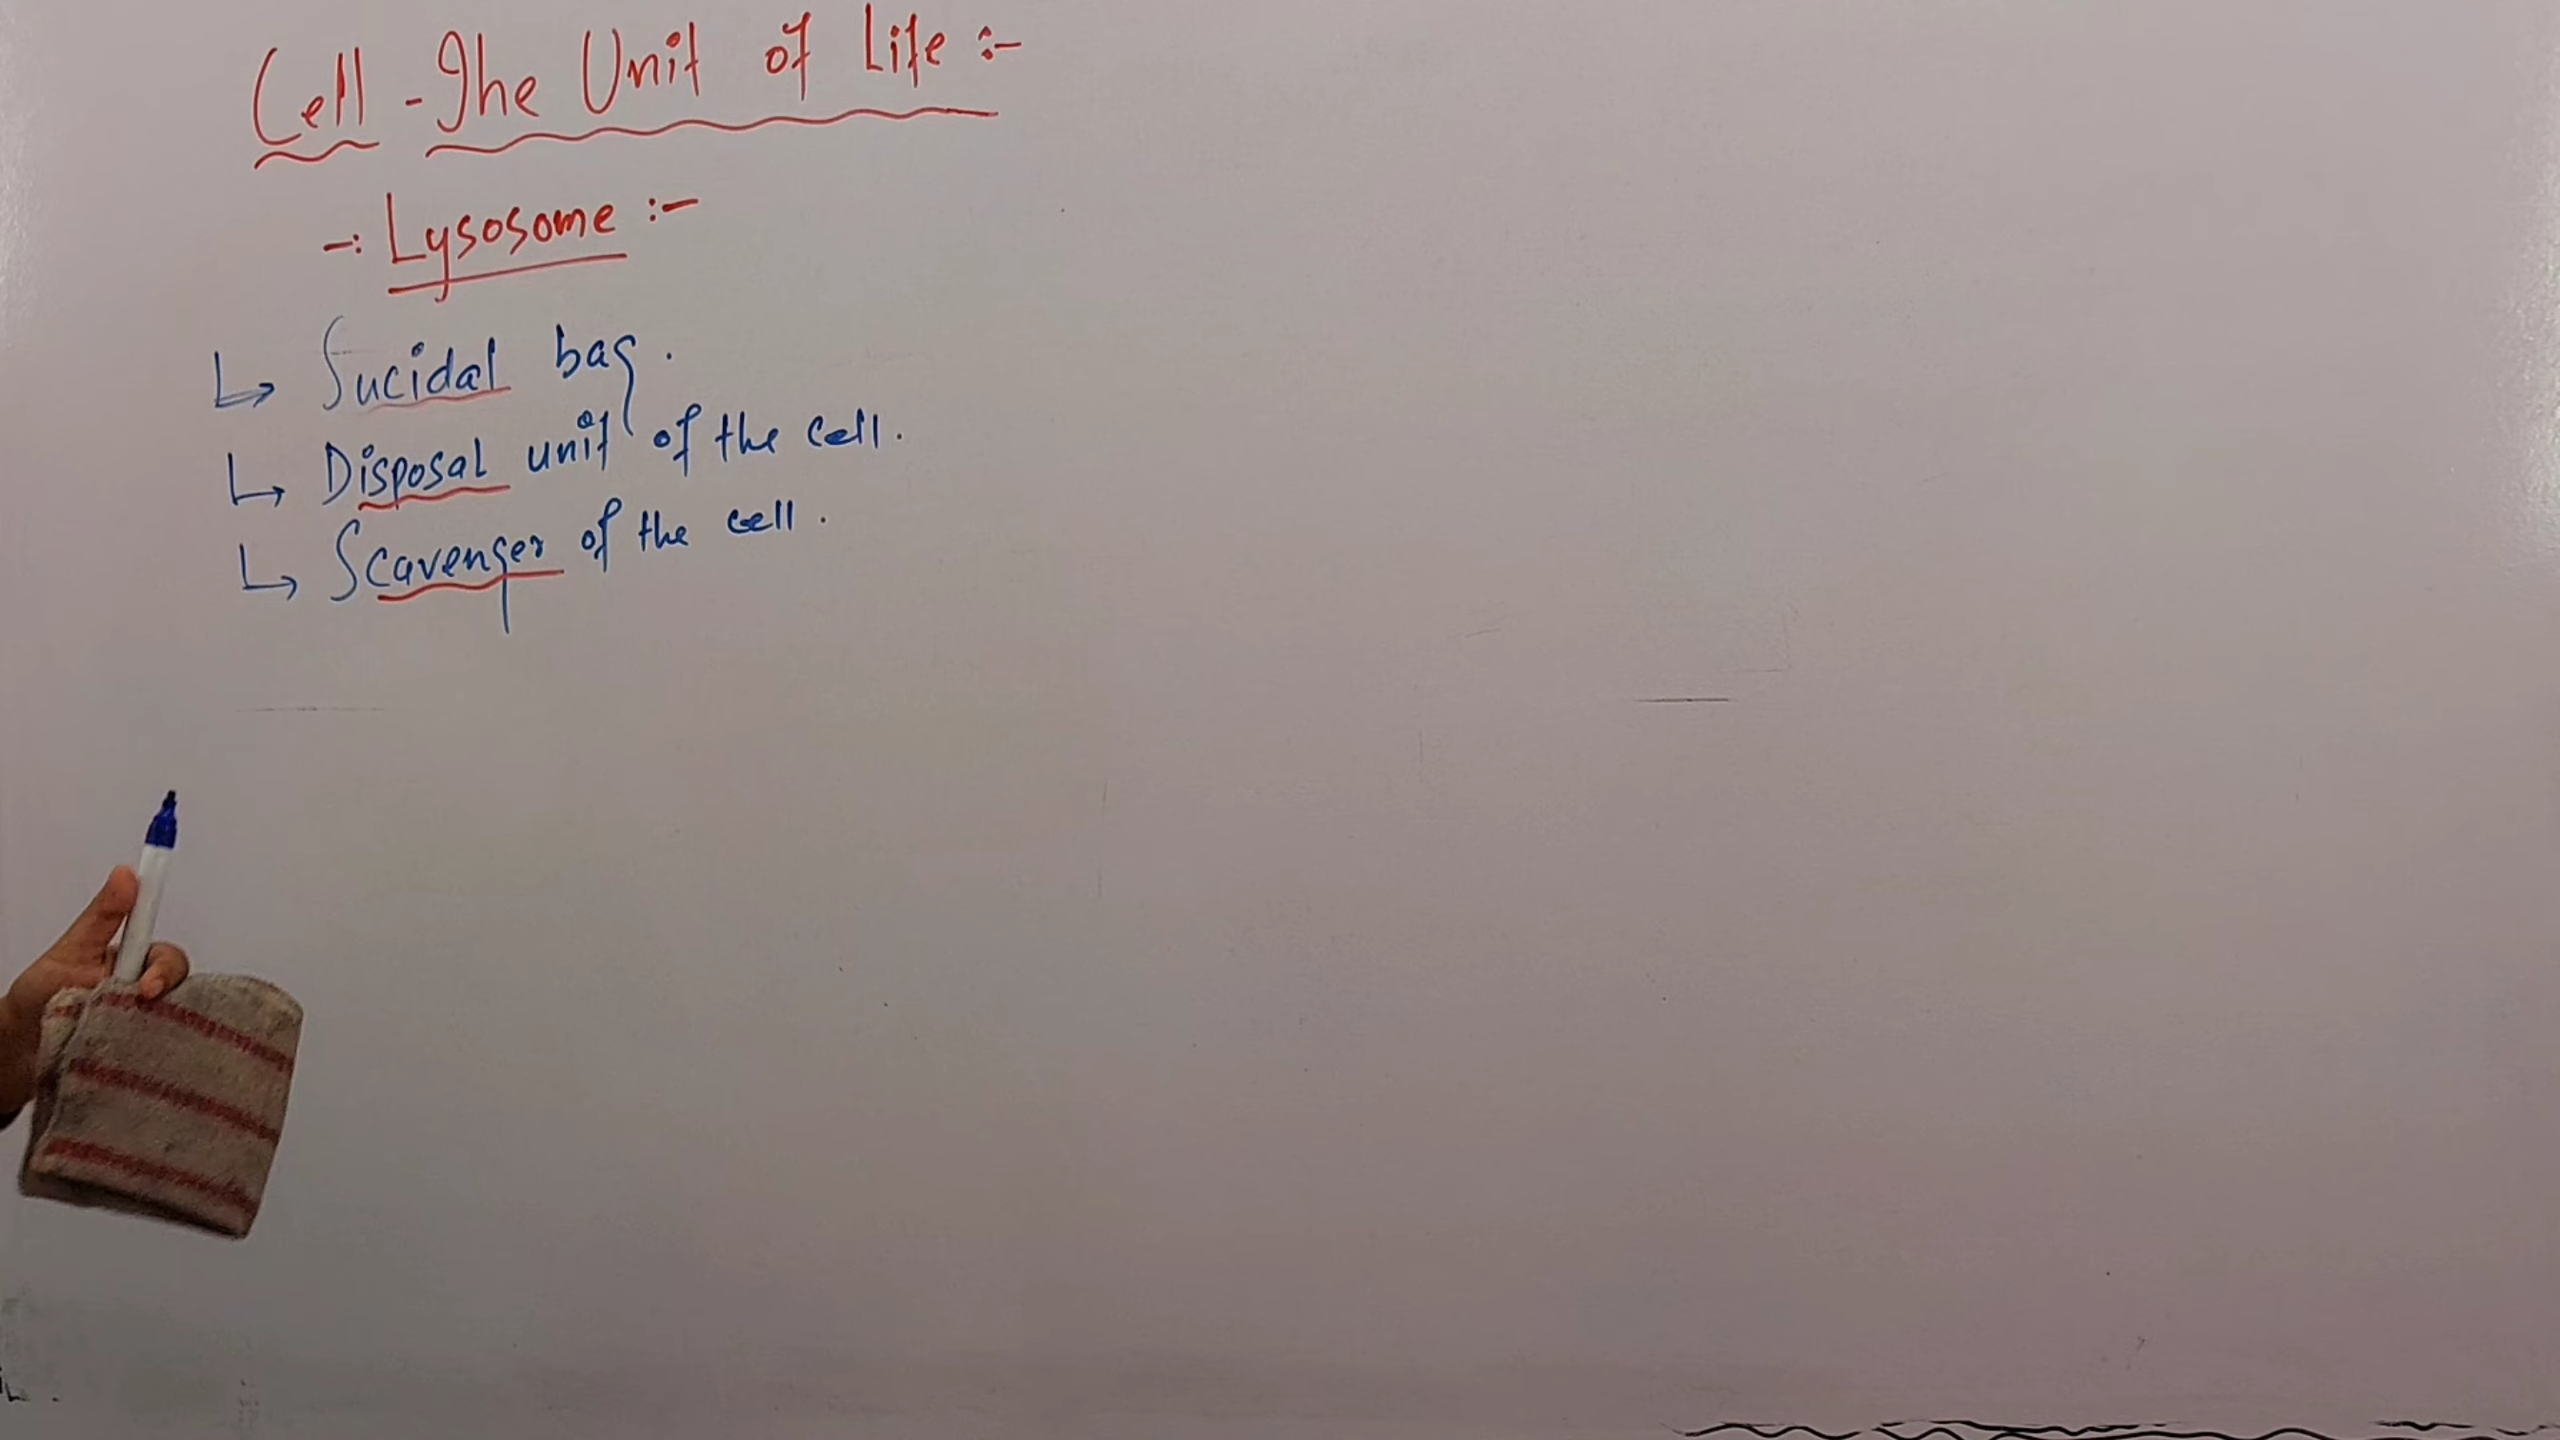 Cell - The Unit of Life :-
-: Lysosome :-
↳ Sucidal bag.
↳ Disposal unit of the cell.
↳ Scavenger of the cell.